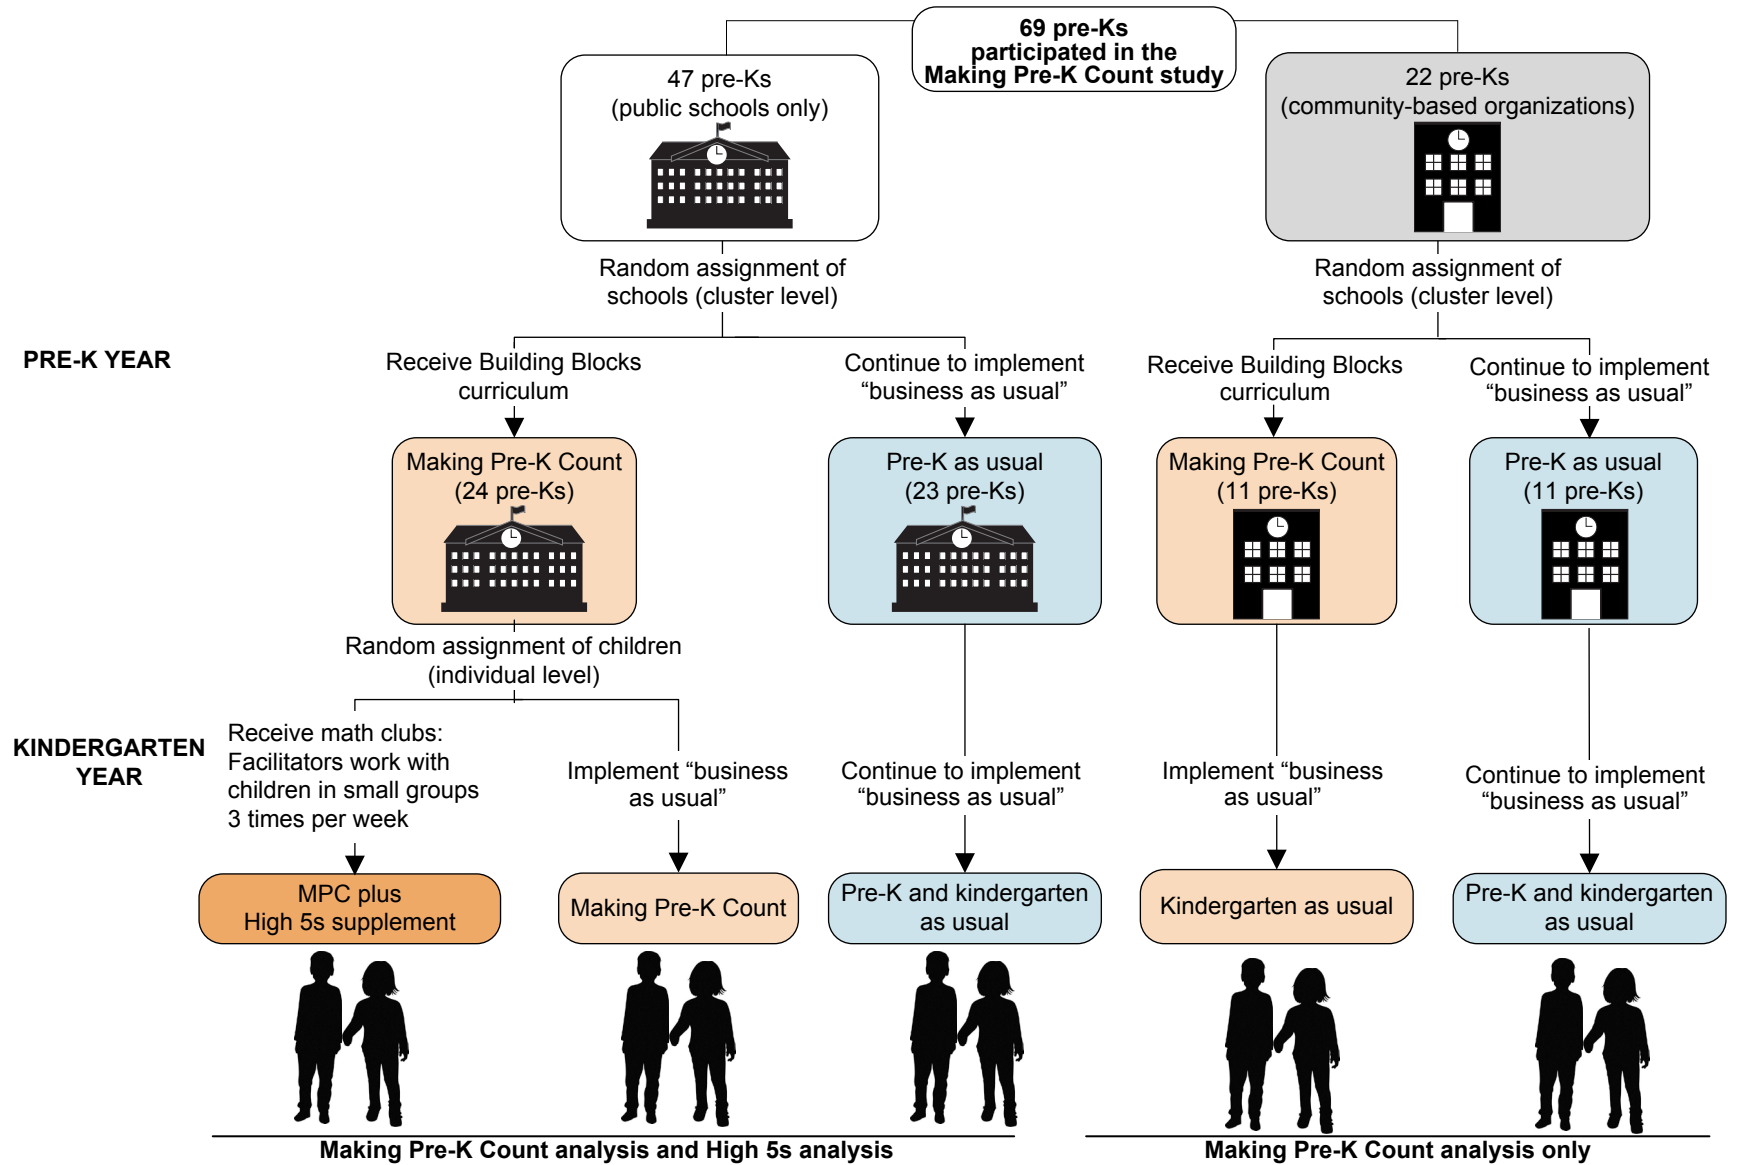 69 pre-Ks
participated in the
Making Pre-K Count study
47 pre-Ks
(public schools only)
22 pre-Ks
(community-based organizations)
Random assignment of
schools (cluster level)
Random assignment of
schools (cluster level)
PRE-K YEAR
Receive Building Blocks
curriculum
Continue to implement
“business as usual”
Receive Building Blocks
curriculum
Continue to implement
“business as usual”
Making Pre-K Count
(24 pre-Ks)
Pre-K as usual
(23 pre-Ks)
Making Pre-K Count
(11 pre-Ks)
Pre-K as usual
(11 pre-Ks)
Random assignment of children
(individual level)
KINDERGARTEN
YEAR
Receive math clubs:
Facilitators work with
children in small groups
3 times per week
Implement “business
as usual”
Continue to implement
“business as usual”
Implement “business
as usual”
Continue to implement
“business as usual”
MPC plus
High 5s supplement
Making Pre-K Count
Pre-K and kindergarten
as usual
Kindergarten as usual
Pre-K and kindergarten
as usual
Making Pre-K Count analysis and High 5s analysis
Making Pre-K Count analysis only